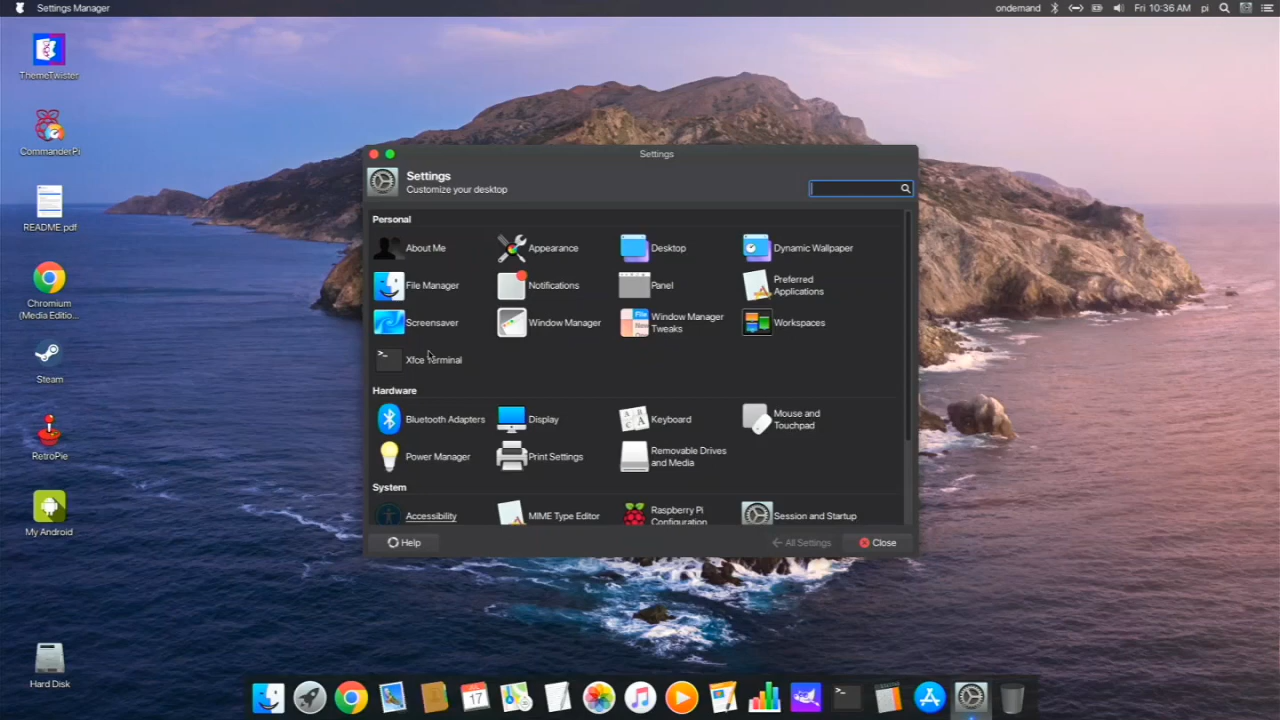 Settings Manager
ondemand
Fri 10:36 AM
pi
ThemeTwister
CommanderPi
README.pdf
Chromium
(Media Editio...
Steam
RetroPie
My Android
Hard Disk
Settings
Settings
Customize your desktop
Personal
About Me
Appearance
Desktop
Dynamic Wallpaper
File Manager
Notifications
Panel
Preferred
Applications
Screensaver
Window Manager
Window Manager
Tweaks
Workspaces
Xfce Terminal
Hardware
Bluetooth Adapters
Display
Keyboard
Mouse and
Touchpad
Power Manager
Print Settings
Removable Drives
and Media
System
Accessibility
MIME Type Editor
Raspberry Pi
Configuration
Session and Startup
Help
All Settings
Close
17